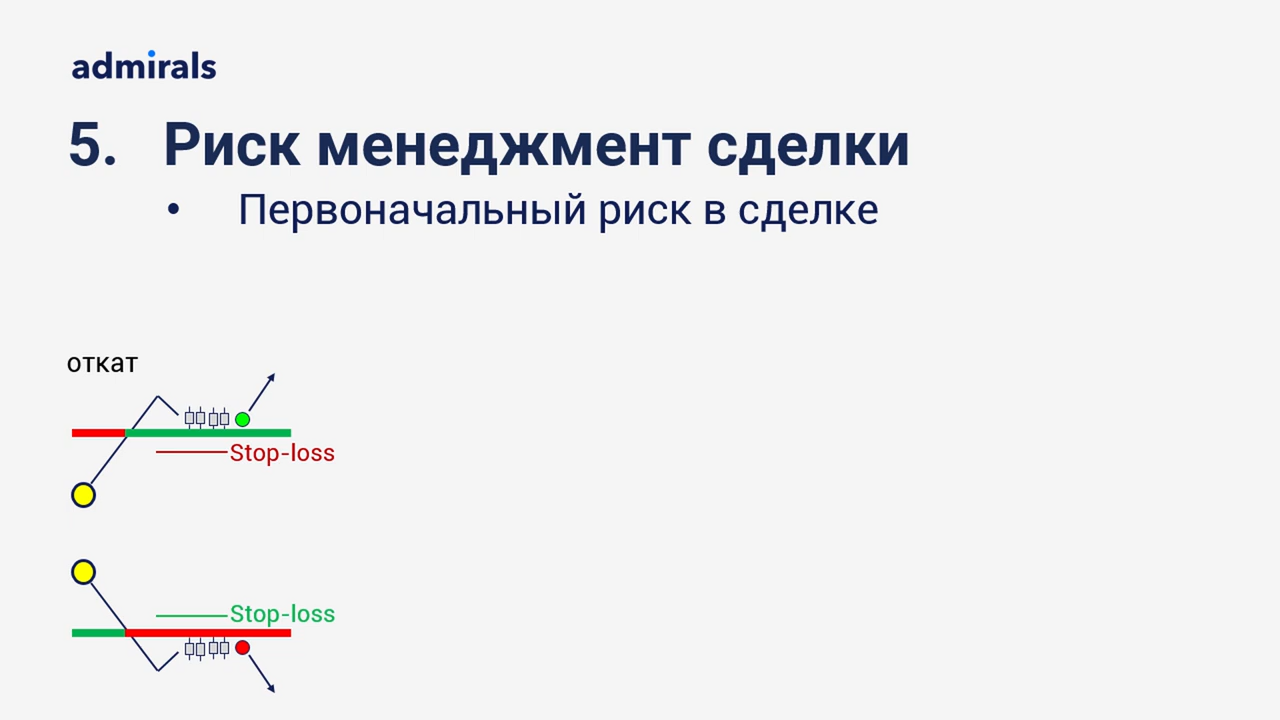 admirals
5. Риск менеджмент сделки
• Первоначальный риск в сделке
откат
Stop-loss
Stop-loss